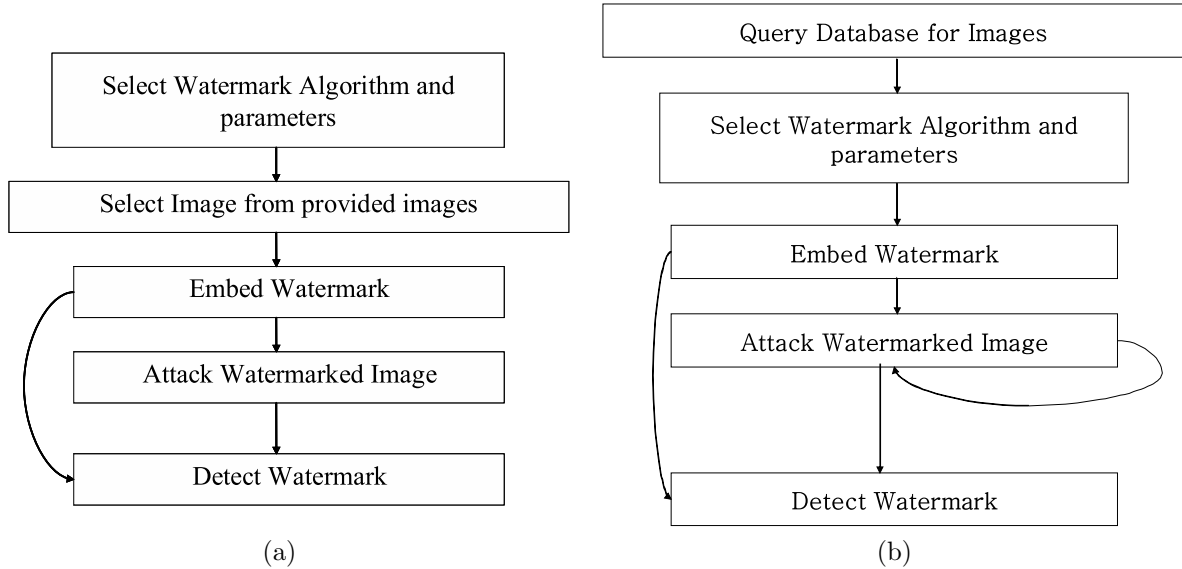 Select Watermark Algorithm and
parameters
Select Image from provided images
Embed Watermark
Attack Watermarked Image
Detect Watermark
(a)
Query Database for Images
Select Watermark Algorithm and
parameters
Embed Watermark
Attack Watermarked Image
Detect Watermark
(b)